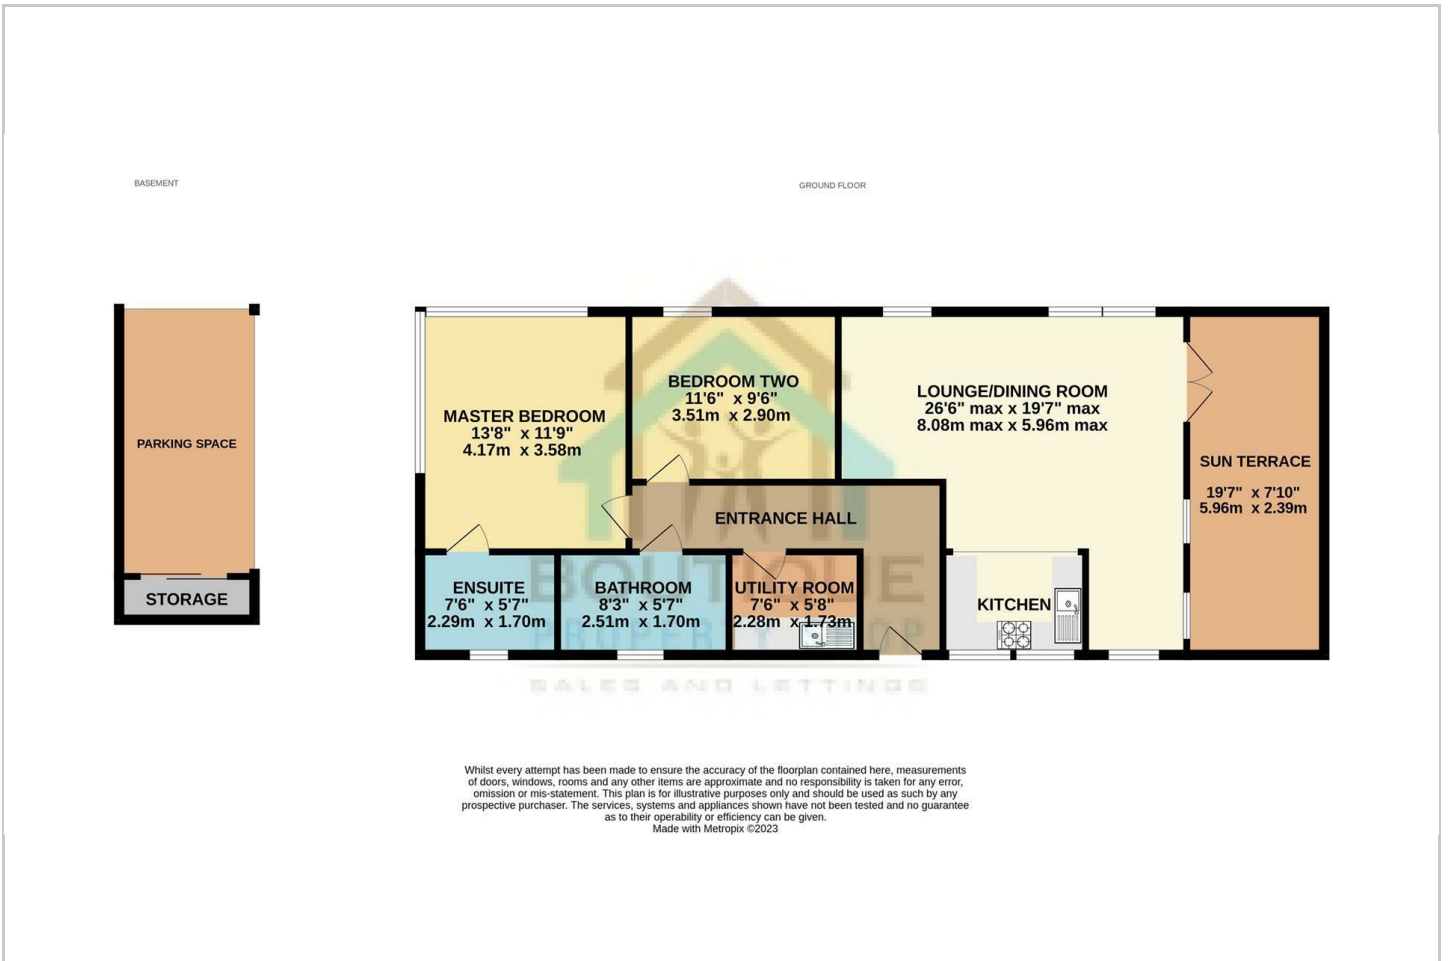 BASEMENT
GROUND FLOOR
PARKING SPACE
STORAGE
MASTER BEDROOM
13'8" x 11'9"
4.17m x 3.58m
BEDROOM TWO
11'6" x 9'6"
3.51m x 2.90m
LOUNGE/DINING ROOM
26'6" max x 19'7" max
8.08m max x 5.96m max
SUN TERRACE
19'7" x 7'10"
5.96m x 2.39m
ENTRANCE HALL
ENSUITE
7'6" x 5'7"
2.29m x 1.70m
BATHROOM
8'3" x 5'7"
2.51m x 1.70m
UTILITY ROOM
7'6" x 5'8"
2.28m x 1.73m
KITCHEN
BOUTIQUE
PROPERTY SHOP
SALES AND LETTINGS
Whilst every attempt has been made to ensure the accuracy of the floorplan contained here, measurements
of doors, windows, rooms and any other items are approximate and no responsibility is taken for any error,
omission or mis-statement. This plan is for illustrative purposes only and should be used as such by any
prospective purchaser. The services, systems and appliances shown have not been tested and no guarantee
as to their operability or efficiency can be given.
Made with Metropix ©2023